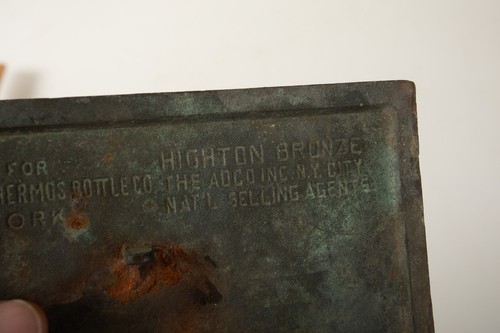 FOR
HERMOS BOTTLE CO
ORK
HIGHTON BRONZE
THE ADCO INC. N.Y. CITY
NAT'L SELLING AGENTS